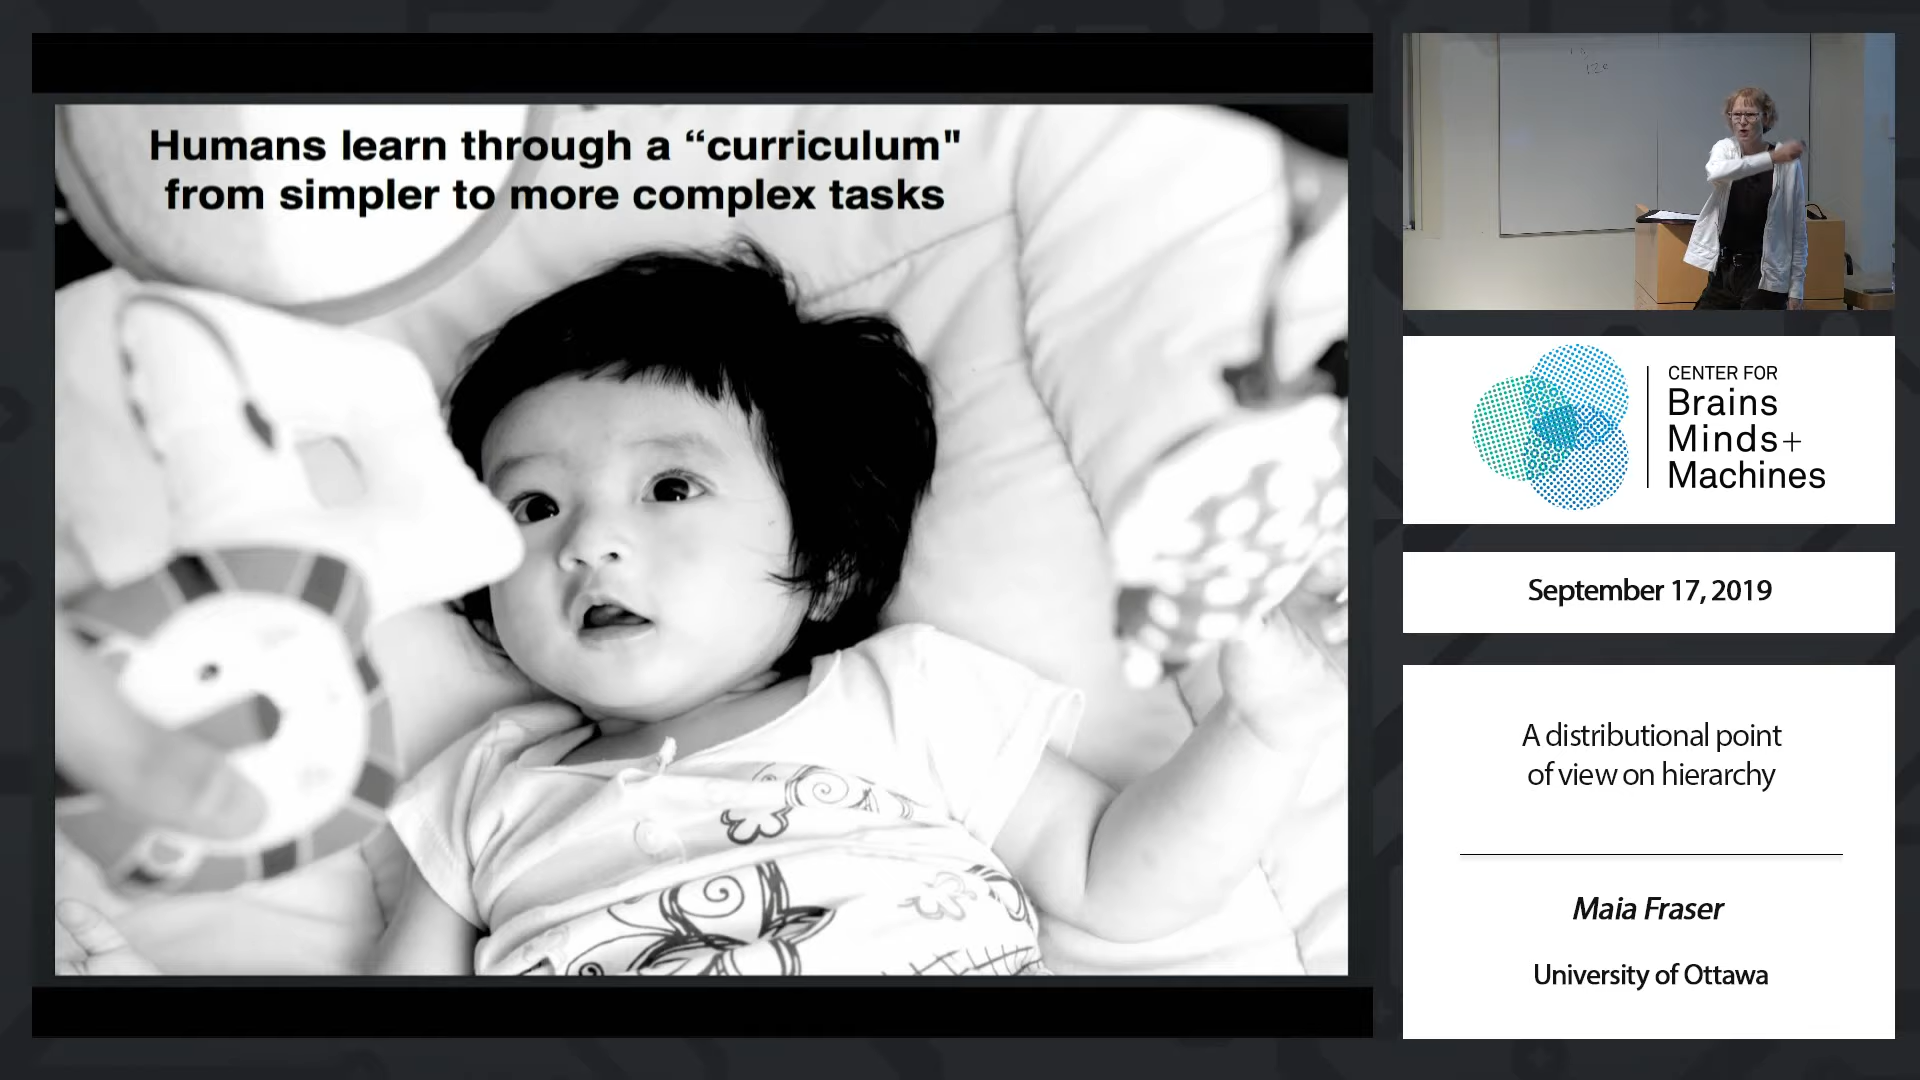 Humans learn through a “curriculum"
from simpler to more complex tasks
CENTER FOR
Brains
Minds+
Machines
September 17, 2019
A distributional point
of view on hierarchy
Maia Fraser
University of Ottawa